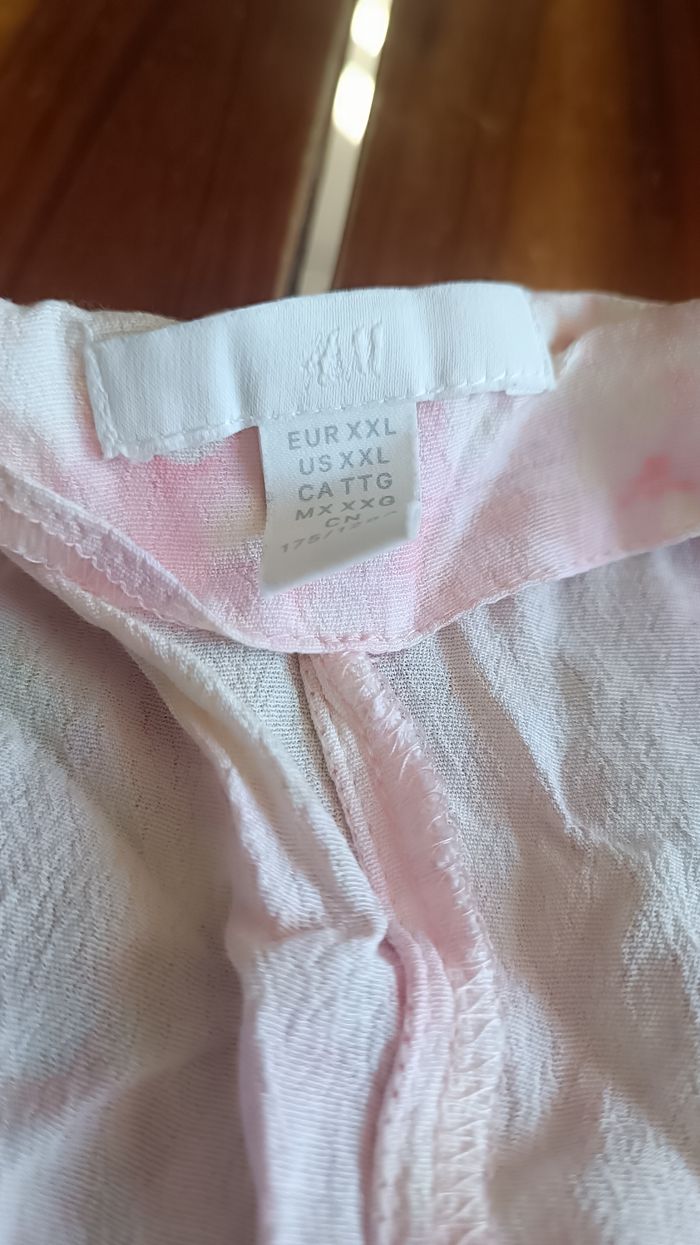 H&M
EUR XXL
US XXL
CA TTG
MX XXG
CN